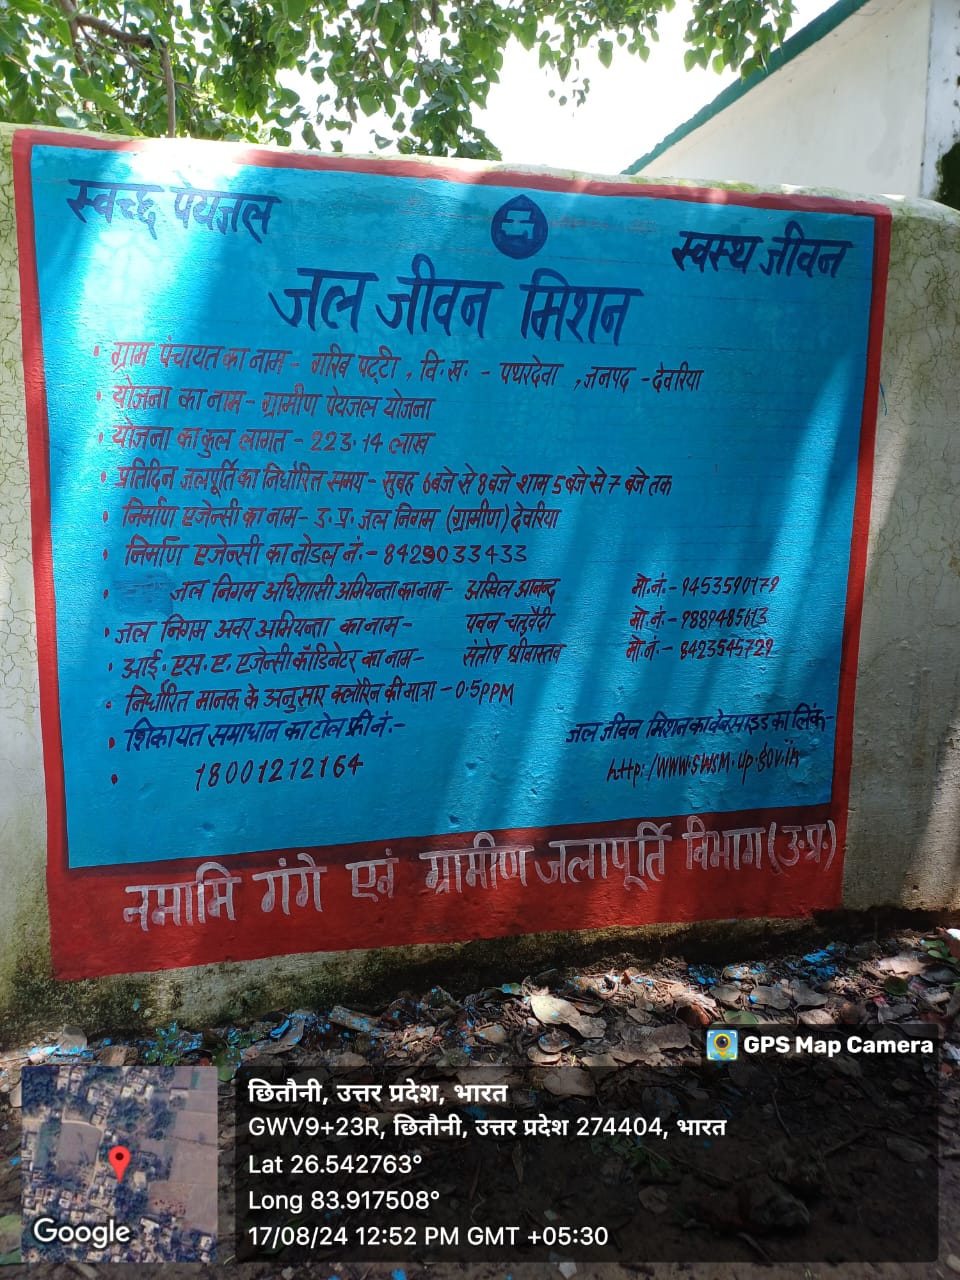 स्वच्छ पेयजल
स्वस्थ जीवन
जल जीवन मिशन
• ग्राम पंचायत का नाम - गरिब पट्टी , वि.ख. - पथरदेवा , जनपद - देवरिया
• योजना का नाम - ग्रामीण पेयजल योजना
• योजना का कुल लागत - 223.14 लाख
• प्रतिदिन जलपूर्ति का निर्धारित समय - सुबह 6 बजे से 8 बजे शाम 5 बजे से 7 बजे तक
• निर्माण एजेन्सी का नाम - उ.प्र. जल निगम (ग्रामीण) देवरिया
• निर्माण एजेन्सी का नोडल नं. - 8429033433
जल निगम अधिशासी अभियन्ता का नाम - आनन्द मो.नं. - 9453590179
• जल निगम अवर अभियन्ता का नाम - पवन चतुर्वेदी मो.नं. - 9889485613
• आई.एस.ए. एजेन्सी कॉडिनेटर का नाम - संतोष श्रीवास्तव मो.नं. - 8423545729
• निर्धारित मानक के अनुसार क्लोरिन की मात्रा - 0.5PPM
• शिकायत समाधान का टोल फ्री नं. -
जल जीवन मिशन का वेबसाइड का लिंक -
• 18001212164
http:/www.swsm.up.gov.in
नमामि गंगे एवं ग्रामीण जलापूर्ति विभाग (उ.प्र.)
GPS Map Camera
छितौनी, उत्तर प्रदेश, भारत
GWV9+23R, छितौनी, उत्तर प्रदेश 274404, भारत
Lat 26.542763°
Long 83.917508°
17/08/24 12:52 PM GMT +05:30
Google